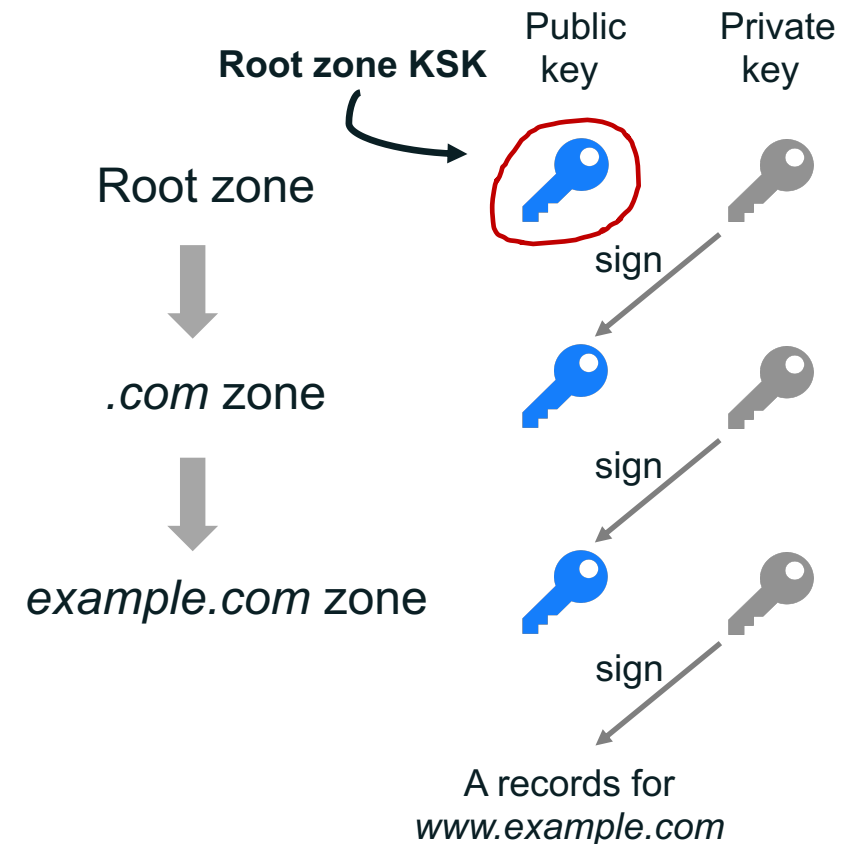 Public
key
Private
key
Root zone KSK
Root zone
sign
.com zone
sign
example.com zone
sign
A records for
www.example.com